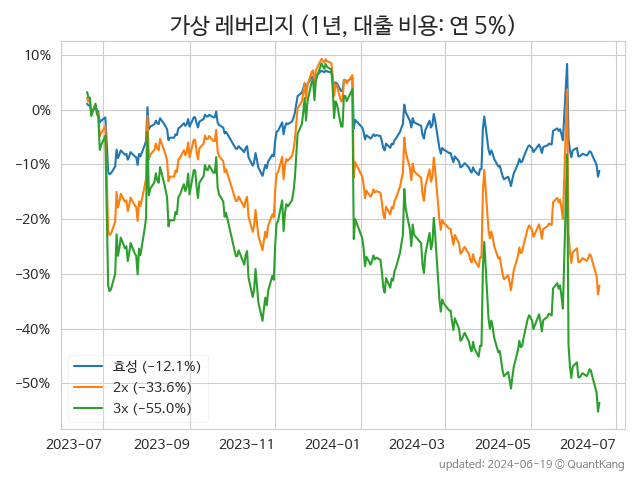 가상 레버리지 (1년, 대출 비용: 연 5%)
10%
0%
−10%
−20%
−30%
−40%
−50%
효성 (−12.1%)
2x (−33.6%)
3x (−55.0%)
2023-07 2023-09 2023-11 2024-01 2024-03 2024-05 2024-07
updated: 2024-06-19 © QuantKang